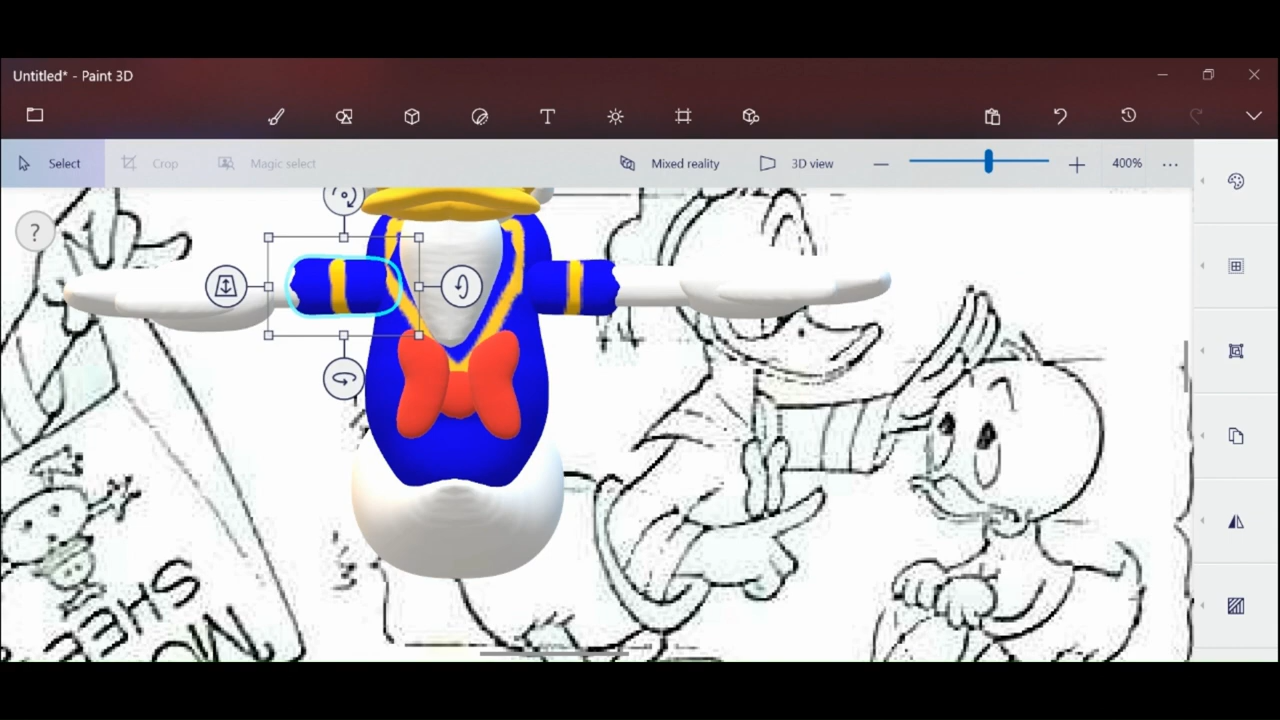 Untitled* - Paint 3D
Select
Crop
Magic select
Mixed reality
3D view
400%
...
?